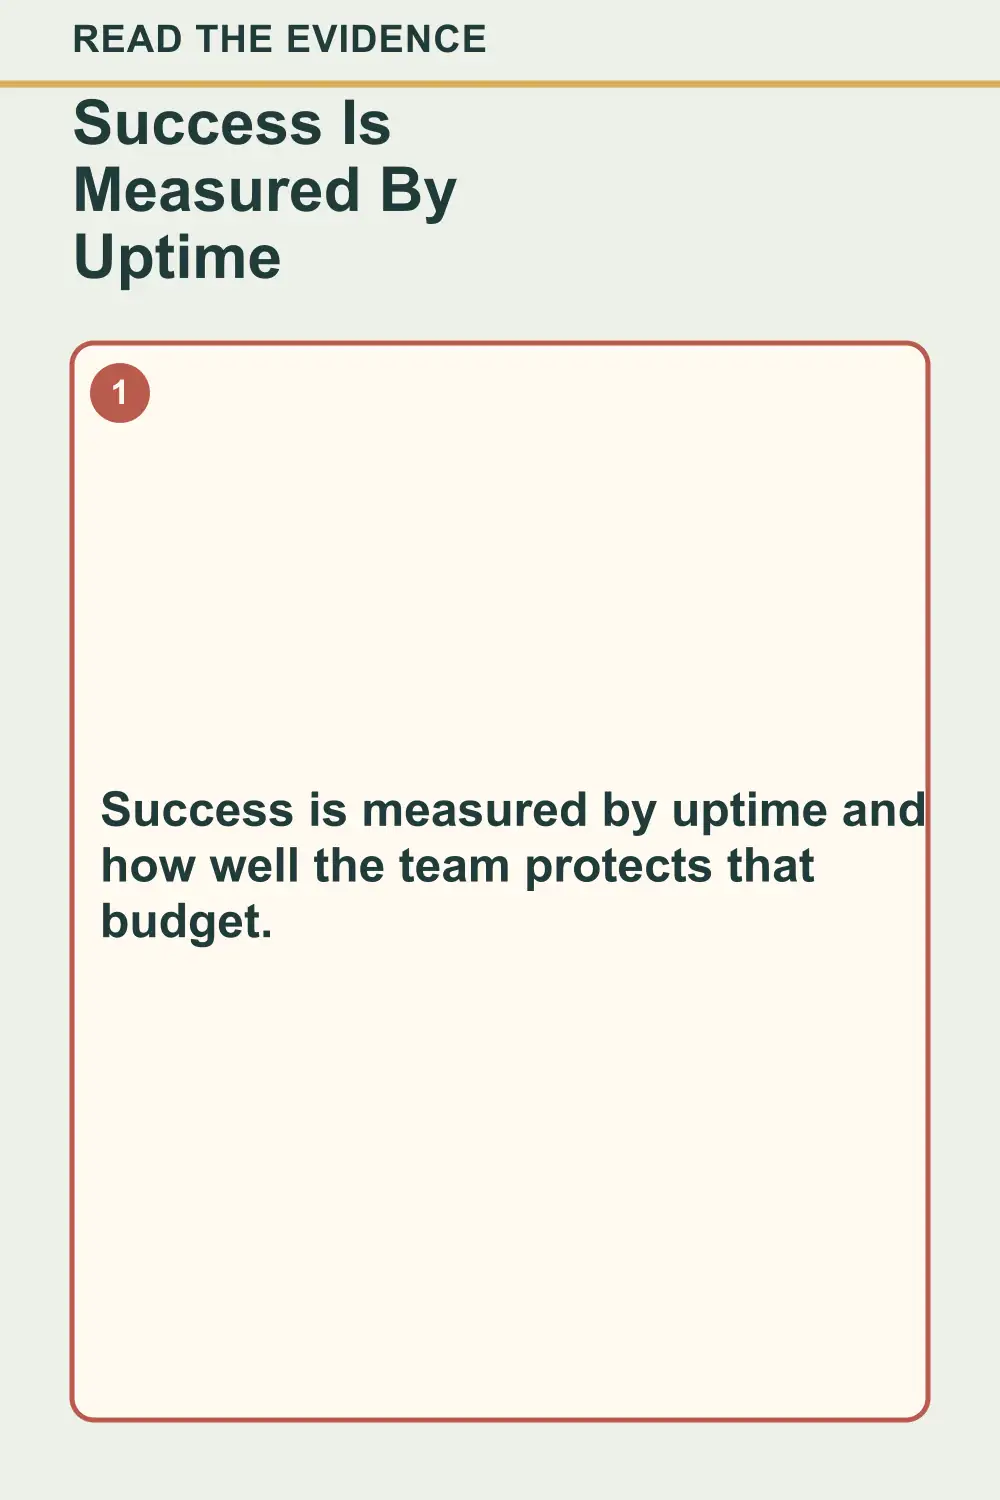 READ THE EVIDENCE
Success Is
Measured By
Uptime
1
Success is measured by uptime and
how well the team protects that
budget.